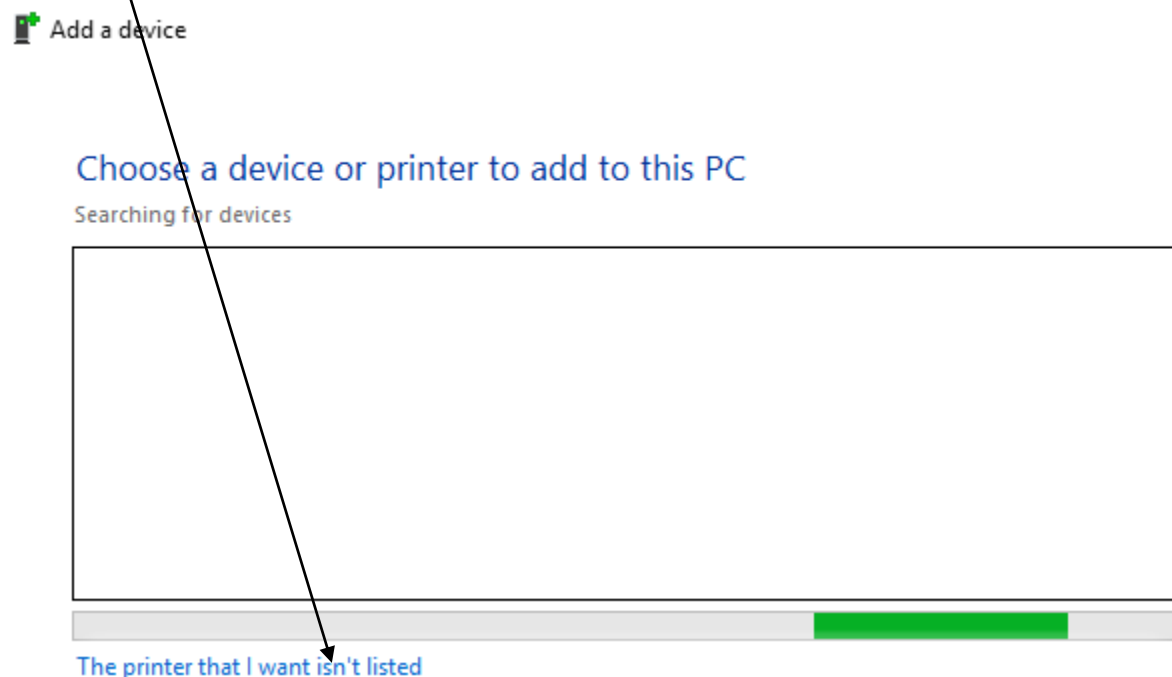 Add a device
Choose a device or printer to add to this PC
Searching for devices
The printer that I want isn't listed